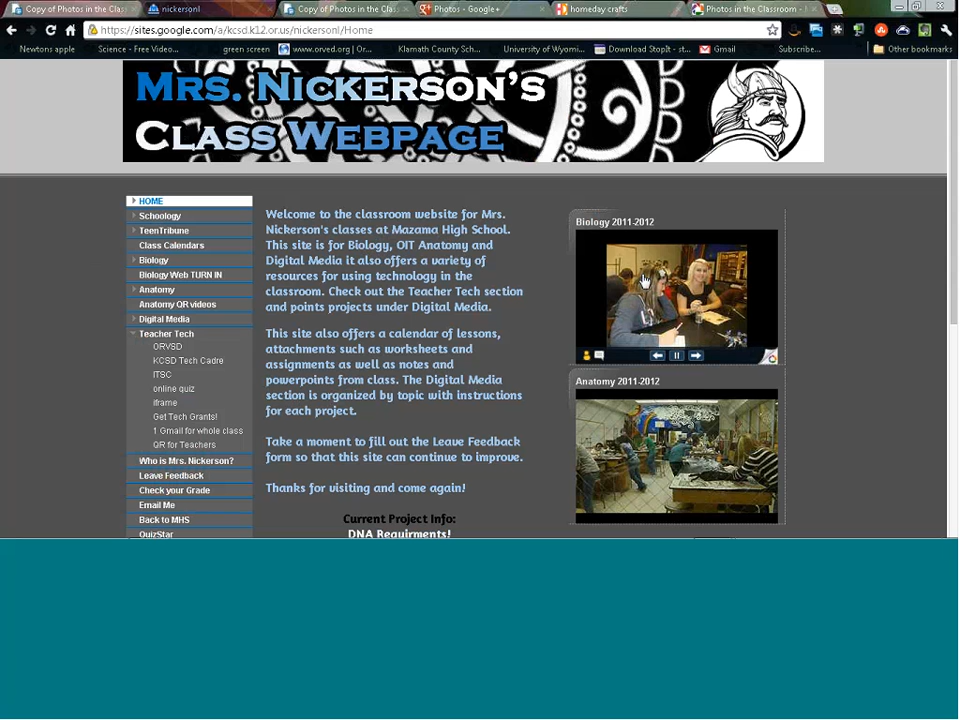 Copy of Photos in the Clas
nickersonl
Copy of Photos in the Clas
Photos - Google+
homeday crafts
Photos in the Classroom -
https://sites.google.com/a/kcsd.k12.or.us/nickersonl/Home
Newtons apple
Science - Free Video...
green screen
www.orved.org | Or...
Klamath County Sch...
University of Wyomi...
Download StopIt - st...
Gmail
Subscribe...
Other bookmarks
MRS. NICKERSON'S
CLASS WEBPAGE
HOME
Schoology
TeenTribune
Class Calendars
Biology
Biology Web TURN IN
Anatomy
Anatomy QR videos
Digital Media
Teacher Tech
ORVSD
KCSD Tech Cadre
ITSC
online quiz
iframe
Get Tech Grants!
1 Gmail for whole class
QR for Teachers
Who is Mrs. Nickerson?
Leave Feedback
Check your Grade
Email Me
Back to MHS
QuizStar
Welcome to the classroom website for Mrs.
Nickerson's classes at Mazama High School.
This site is for Biology, OIT Anatomy and
Digital Media it also offers a variety of
resources for using technology in the
classroom. Check out the Teacher Tech section
and points projects under Digital Media.
This site also offers a calendar of lessons,
attachments such as worksheets and
assignments as well as notes and
powerpoints from class. The Digital Media
section is organized by topic with instructions
for each project.
Take a moment to fill out the Leave Feedback
form so that this site can continue to improve.
Thanks for visiting and come again!
Current Project Info:
DNA Requirments!
Biology 2011-2012
Anatomy 2011-2012